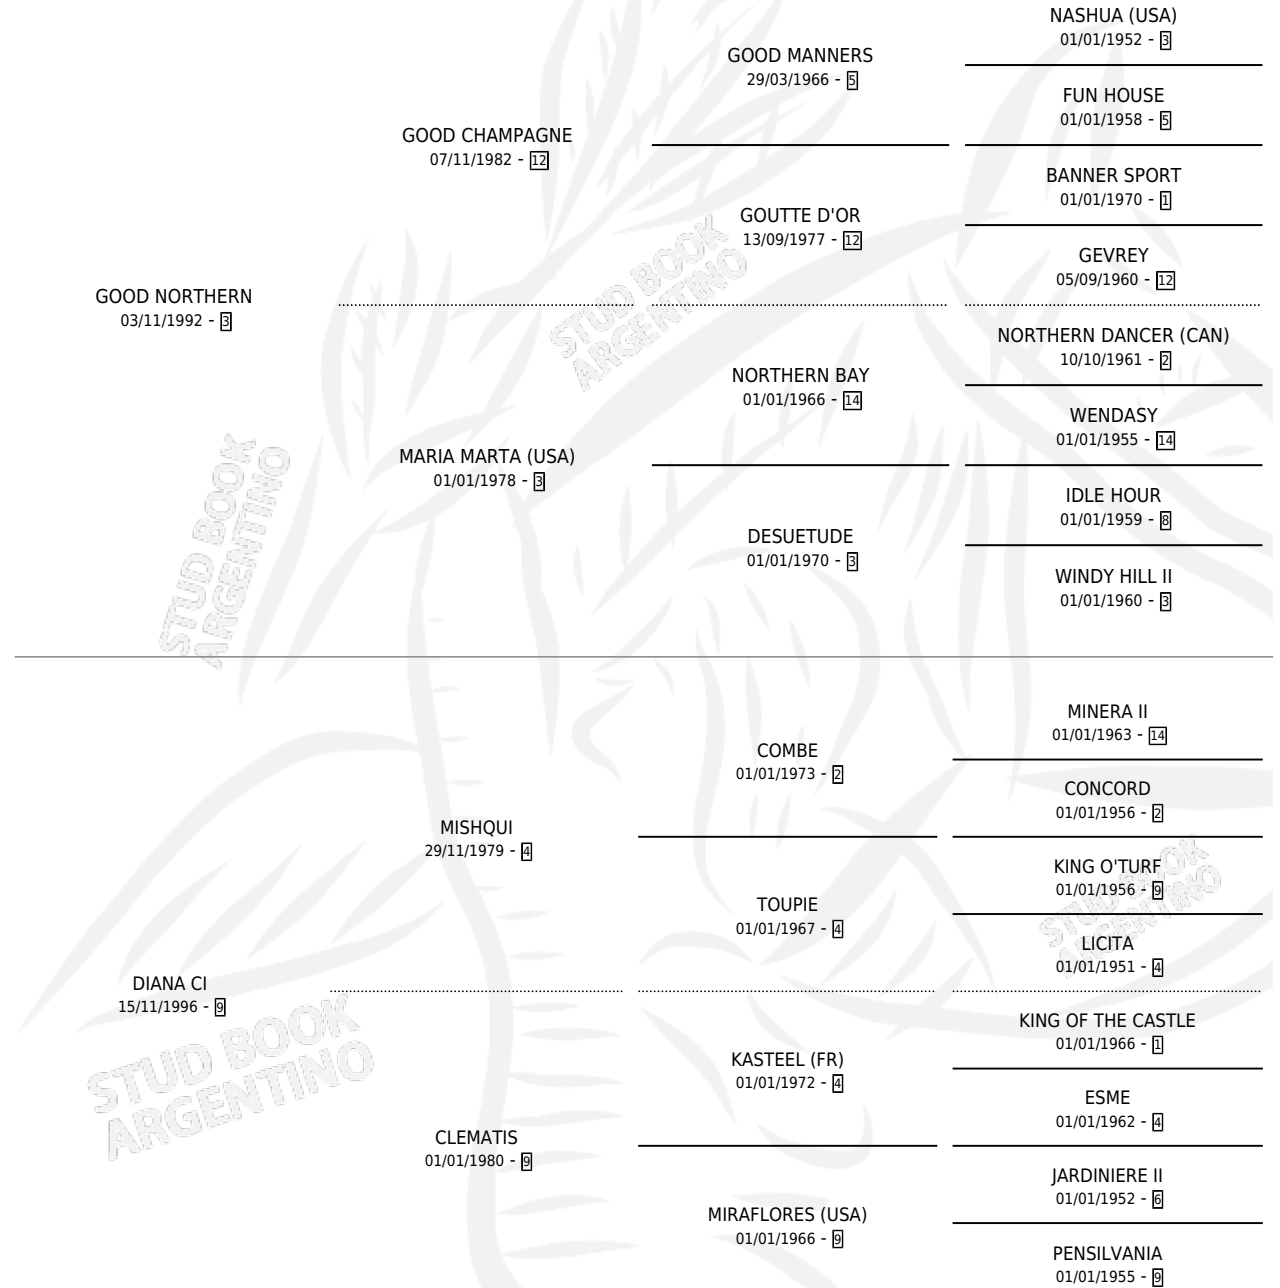 NASHUA (USA)
01/01/1952 - 3
GOOD MANNERS
29/03/1966 - 5
FUN HOUSE
01/01/1958 - 5
GOOD CHAMPAGNE
07/11/1982 - 12
BANNER SPORT
01/01/1970 - 1
GOUTTE D'OR
13/09/1977 - 12
GEVREY
05/09/1960 - 12
GOOD NORTHERN
03/11/1992 - 3
NORTHERN DANCER (CAN)
10/10/1961 - 2
NORTHERN BAY
01/01/1966 - 14
WENDASY
01/01/1955 - 14
MARIA MARTA (USA)
01/01/1978 - 3
IDLE HOUR
01/01/1959 - 8
DESUETUDE
01/01/1970 - 3
WINDY HILL II
01/01/1960 - 3
MINERA II
01/01/1963 - 14
COMBE
01/01/1973 - 2
CONCORD
01/01/1956 - 2
MISHQUI
29/11/1979 - 4
KING O'TURF
01/01/1956 - 9
TOUPIE
01/01/1967 - 4
LICITA
01/01/1951 - 4
DIANA CI
15/11/1996 - 9
KING OF THE CASTLE
01/01/1966 - 1
KASTEEL (FR)
01/01/1972 - 4
ESME
01/01/1962 - 4
CLEMATIS
01/01/1980 - 9
JARDINIERE II
01/01/1952 - 6
MIRAFLORES (USA)
01/01/1966 - 9
PENSILVANIA
01/01/1955 - 9
STUD BOOK
ARGENTINO
STUD BOOK
ARGENTINO
STUD BOOK
ARGENTINO
STUD BOOK
ARGENTINO